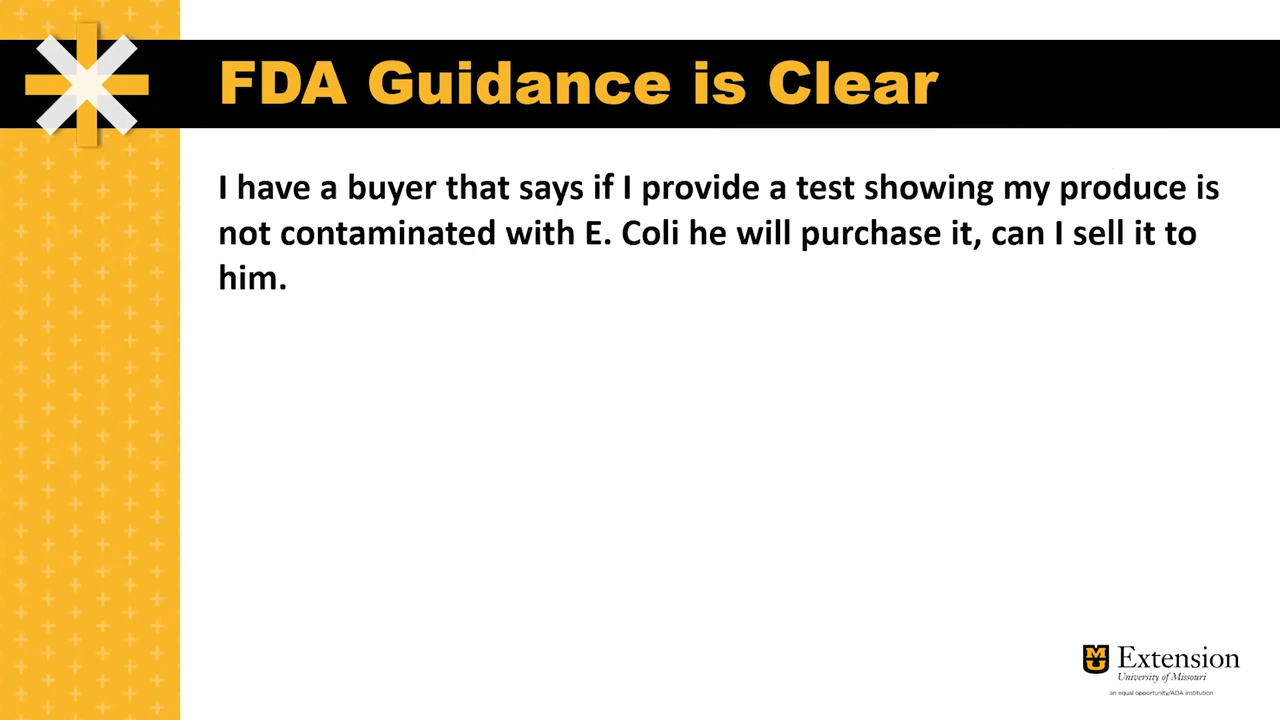 FDA Guidance is Clear
I have a buyer that says if I provide a test showing my produce is
not contaminated with E. Coli he will purchase it, can I sell it to
him.
MU Extension
University of Missouri
an equal opportunity/ADA institution